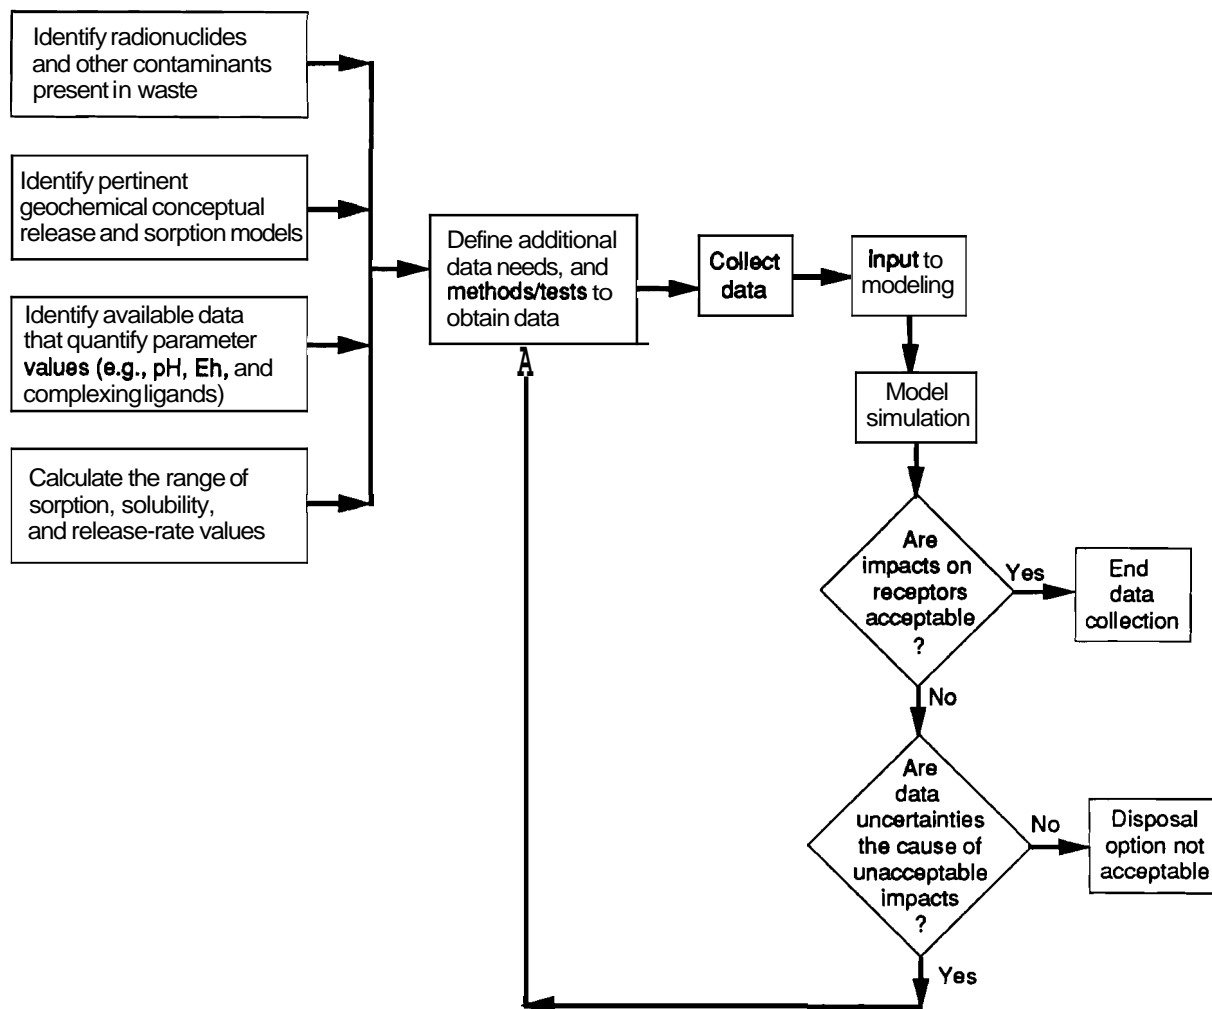 Identify radionuclides
and other contaminants
present in waste
Identify pertinent
geochemical conceptual
release and sorption models
Identify available data
that quantify parameter
values (e.g., pH, Eh, and
complexing ligands)
Calculate the range of
sorption, solubility,
and release-rate values
Define additional
data needs, and
methods/tests to
obtain data
A
Collect
data
input to
modeling
Model
simulation
Are
impacts on
receptors
acceptable
?
Yes
End
data
collection
No
Are
data
uncertainties
the cause of
unacceptable
impacts
?
No
Disposal
option not
acceptable
Yes